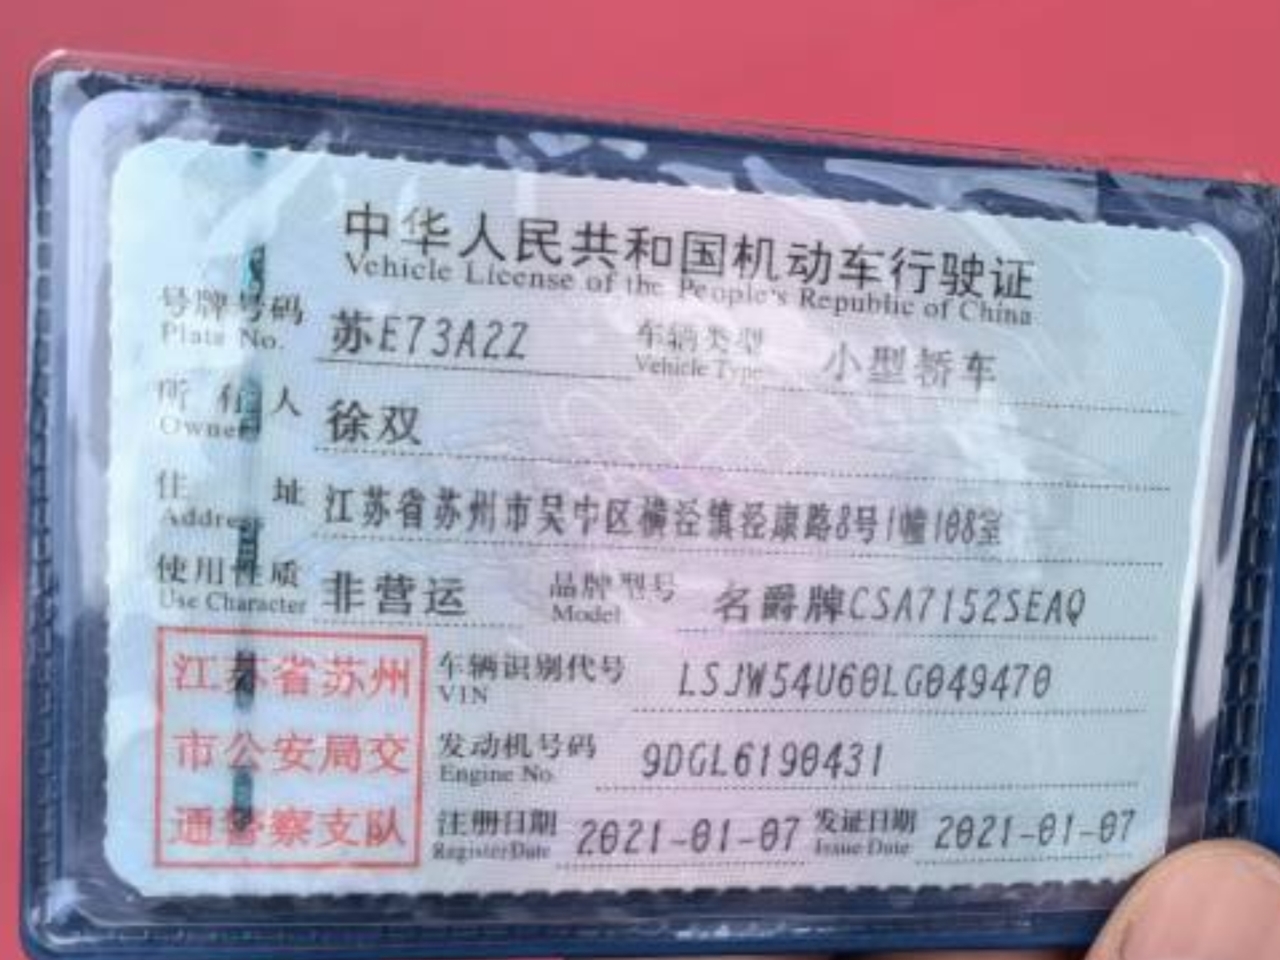 中华人民共和国机动车行驶证
Vehicle License of the People's Republic of China
号牌号码 苏E73A2Z 车辆类型 小型轿车
Plate No. Vehicle Type
所有人 徐双
Owner
住址 江苏省苏州市吴中区横泾镇泾康路8号1幢108室
Address
使用性质 非营运 品牌型号 名爵牌CSA7152SEAQ
Use Character Model
江苏省苏州
市公安局交
通警察支队
车辆识别代号 LSJW54U60LG049470
VIN
发动机号码 9DGL6190431
Engine No.
注册日期 2021-01-07 发证日期 2021-01-07
Register Date Issue Date